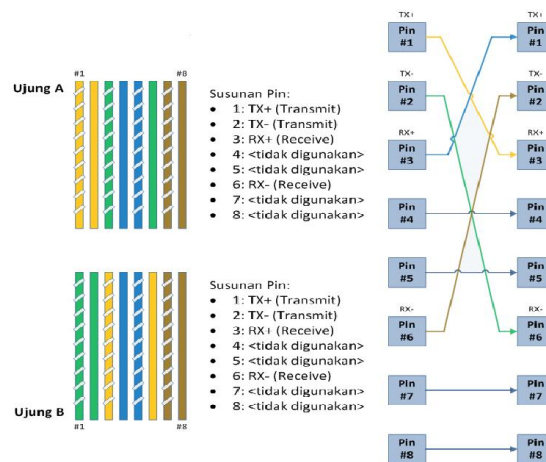 #1
#8
Ujung A
Susunan Pin:
• 1: TX+ (Transmit)
• 2: TX- (Transmit)
• 3: RX+ (Receive)
• 4: <tidak digunakan>
• 5: <tidak digunakan>
• 6: RX- (Receive)
• 7: <tidak digunakan>
• 8: <tidak digunakan>
Susunan Pin:
• 1: TX+ (Transmit)
• 2: TX- (Transmit)
• 3: RX+ (Receive)
• 4: <tidak digunakan>
• 5: <tidak digunakan>
• 6: RX- (Receive)
• 7: <tidak digunakan>
• 8: <tidak digunakan>
Ujung B
#1
#8
TX+
Pin
#1
TX-
Pin
#2
RX+
Pin
#3
Pin
#4
Pin
#5
RX-
Pin
#6
Pin
#7
Pin
#8
TX+
Pin
#1
TX-
Pin
#2
RX+
Pin
#3
Pin
#4
Pin
#5
RX-
Pin
#6
Pin
#7
Pin
#8